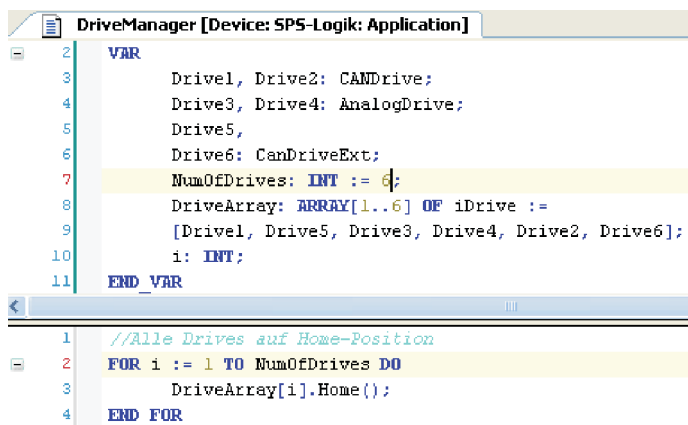 DriveManager [Device: SPS-Logik: Application]
2 VAR
3 Drive1, Drive2: CANDrive;
4 Drive3, Drive4: AnalogDrive;
5 Drive5,
6 Drive6: CanDriveExt;
7 NumOfDrives: INT := 6;
8 DriveArray: ARRAY[1..6] OF iDrive :=
9 [Drive1, Drive5, Drive3, Drive4, Drive2, Drive6];
10 i: INT;
11 END_VAR
1 //Alle Drives auf Home-Position
2 FOR i := 1 TO NumOfDrives DO
3 DriveArray[i].Home();
4 END_FOR